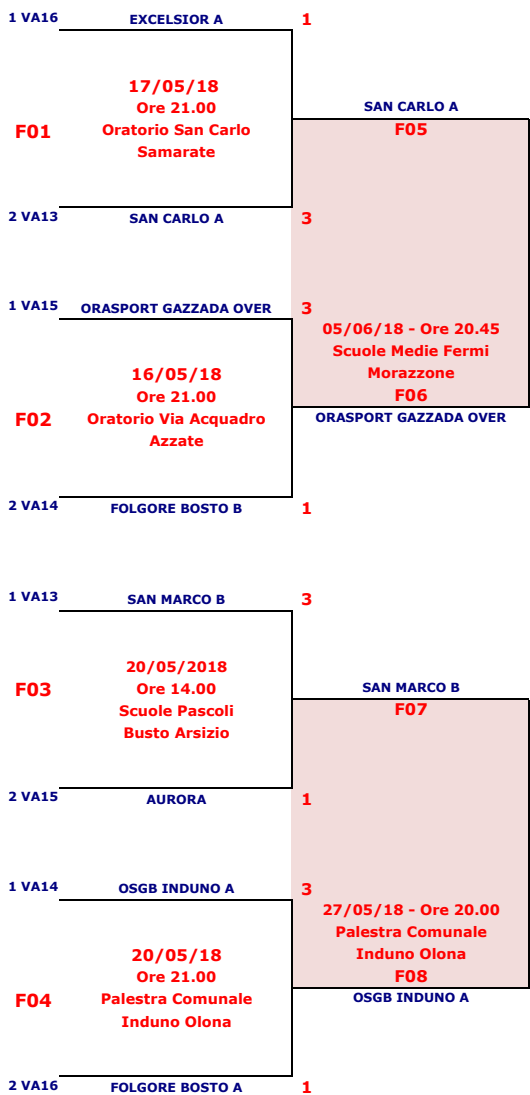 1 VA16 EXCELSIOR A 1
17/05/18
Ore 21.00
SAN CARLO A
F01 Oratorio San Carlo F05
Samarate
2 VA13 SAN CARLO A 3
1 VA15 ORASPORT GAZZADA OVER 3
05/06/18 - Ore 20.45
Scuole Medie Fermi
16/05/18 Morazzone
Ore 21.00 F06
F02 Oratorio Via Acquadro ORASPORT GAZZADA OVER
Azzate
2 VA14 FOLGORE BOSTO B 1
1 VA13 SAN MARCO B 3
20/05/2018
F03 Ore 14.00 SAN MARCO B
Scuole Pascoli F07
Busto Arsizio
2 VA15 AURORA 1
1 VA14 OSGB INDUNO A 3
27/05/18 - Ore 20.00
Palestra Comunale
20/05/18 Induno Olona
Ore 21.00 F08
F04 Palestra Comunale OSGB INDUNO A
Induno Olona
2 VA16 FOLGORE BOSTO A 1